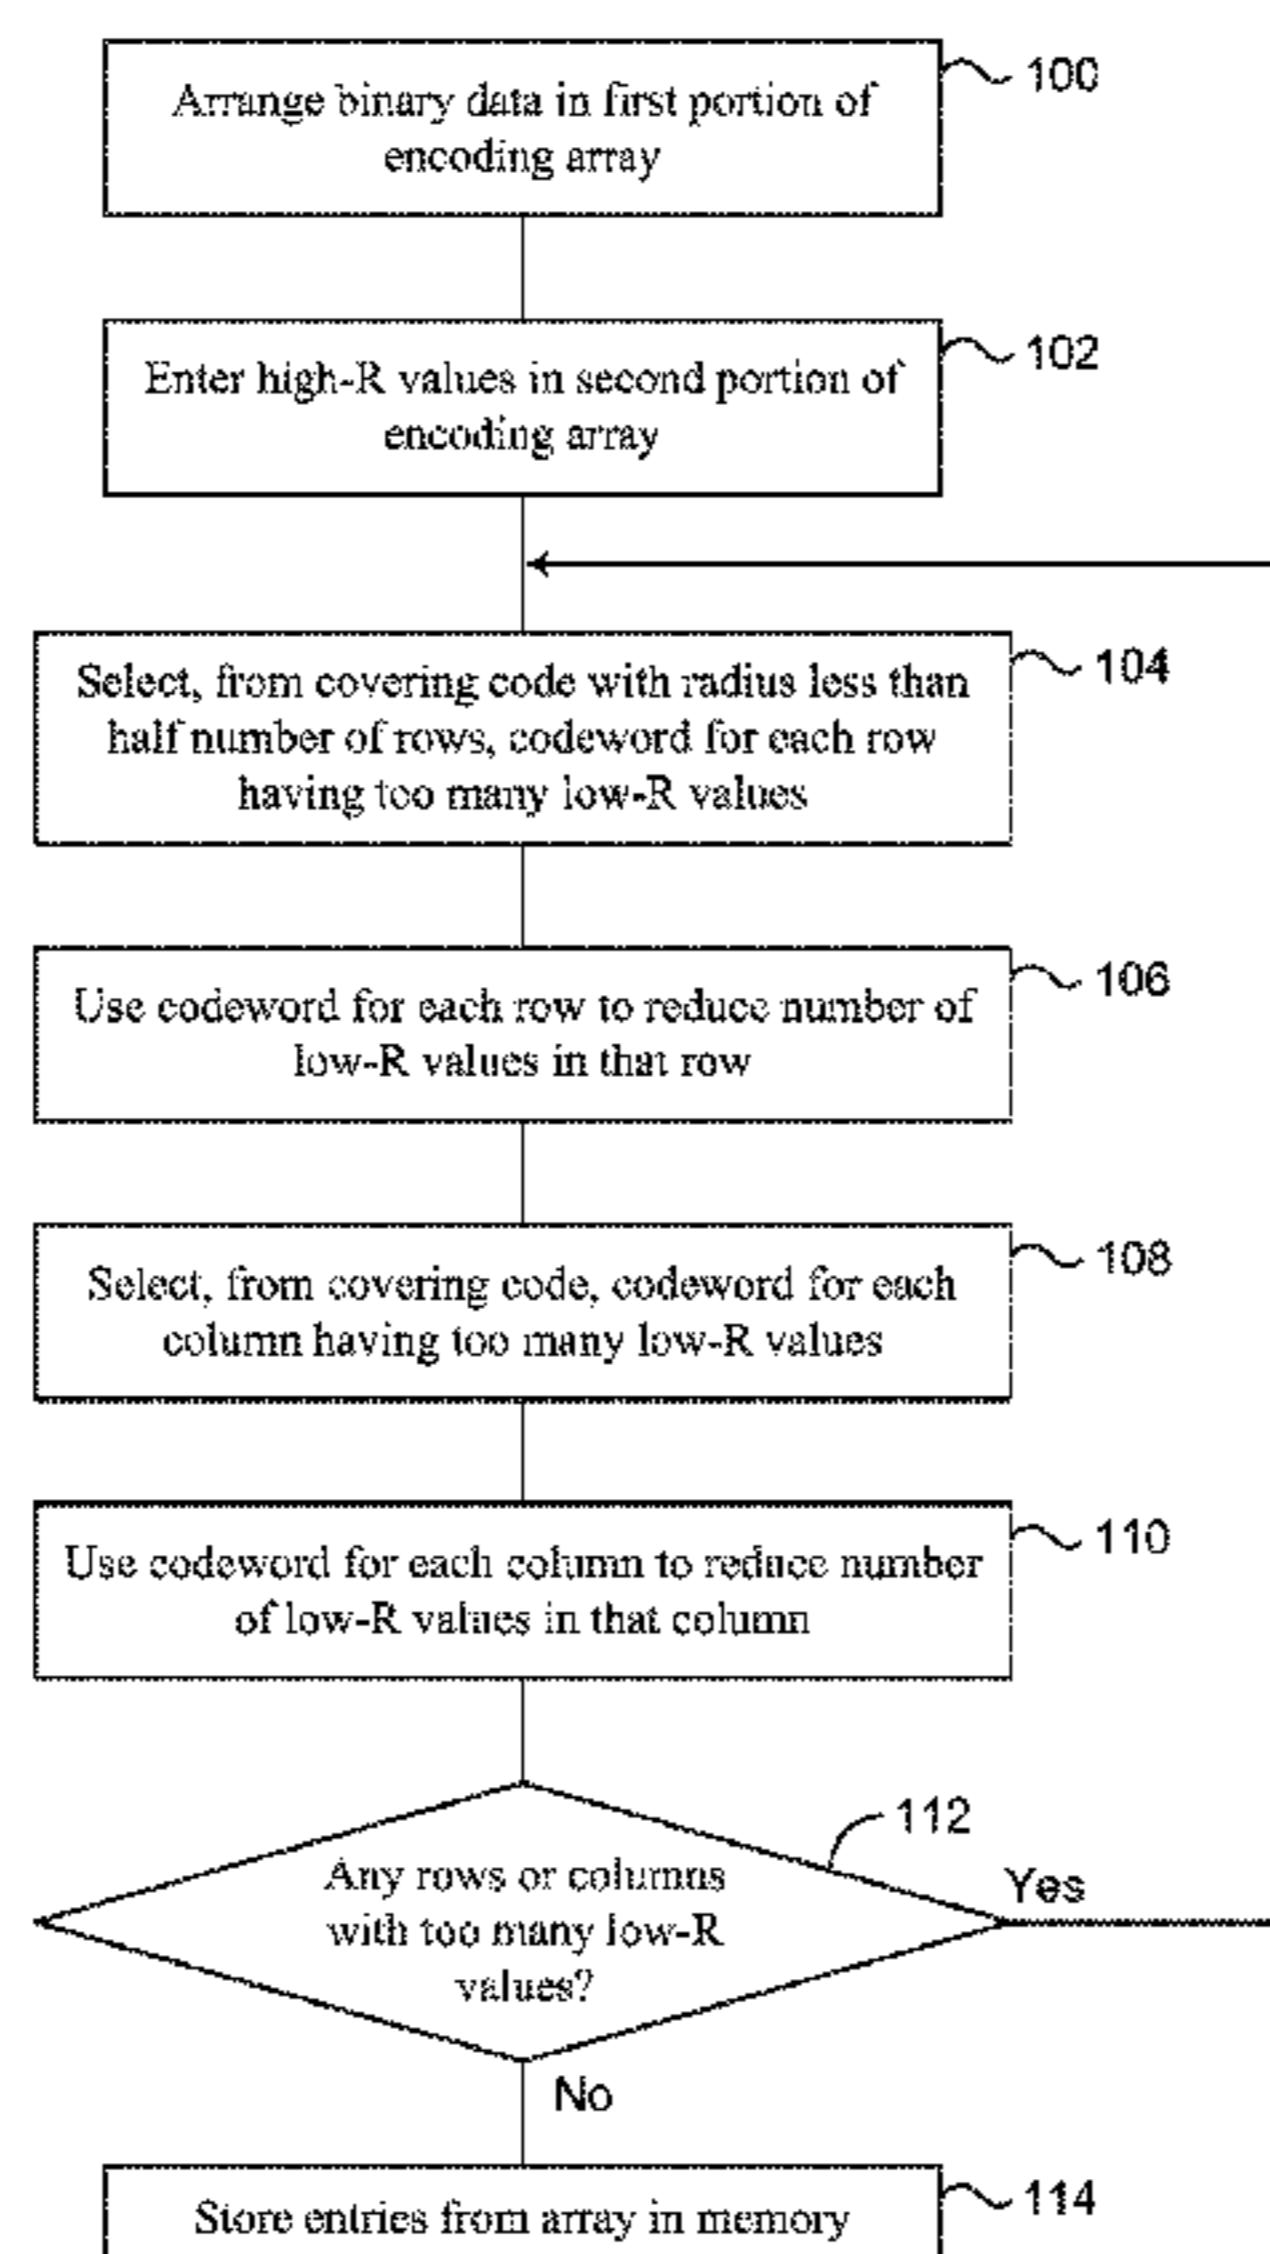 Arrange binary data in first portion of
encoding array
100
Enter high-R values in second portion of
encoding array
102
Select, from covering code with radius less than
half number of rows, codeword for each row
having too many low-R values
104
Use codeword for each row to reduce number of
low-R values in that row
106
Select, from covering code, codeword for each
column having too many low-R values
108
Use codeword for each column to reduce number
of low-R values in that column
110
Any rows or columns
with too many low-R
values?
112
Yes
No
Store entries from array in memory
114